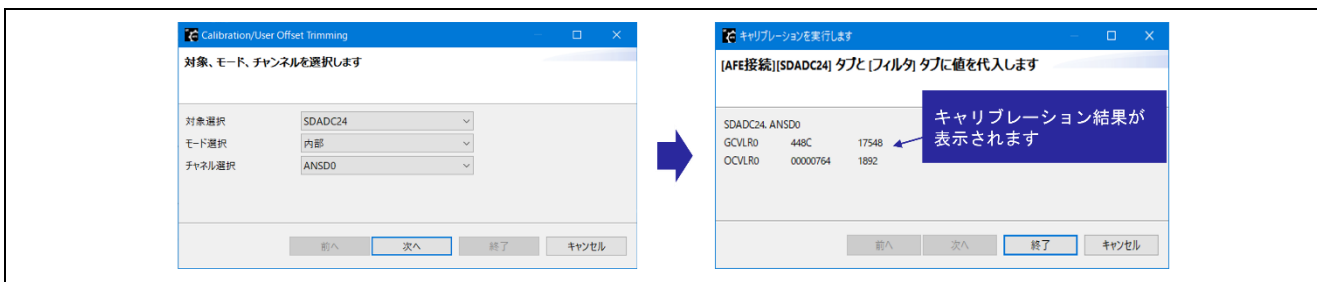 Calibration/User Offset Trimming
対象、モード、チャンネルを選択します
対象選択 SDADC24
モード選択 内部
チャネル選択 ANSD0
前へ 次へ 終了 キャンセル
キャリブレーションを実行します
[AFE接続][SDADC24] タブと [フィルタ] タブに値を代入します
SDADC24. ANSD0
GCVLR0 448C 17548
OCVLR0 00000764 1892
キャリブレーション結果が
表示されます
前へ 次へ 終了 キャンセル